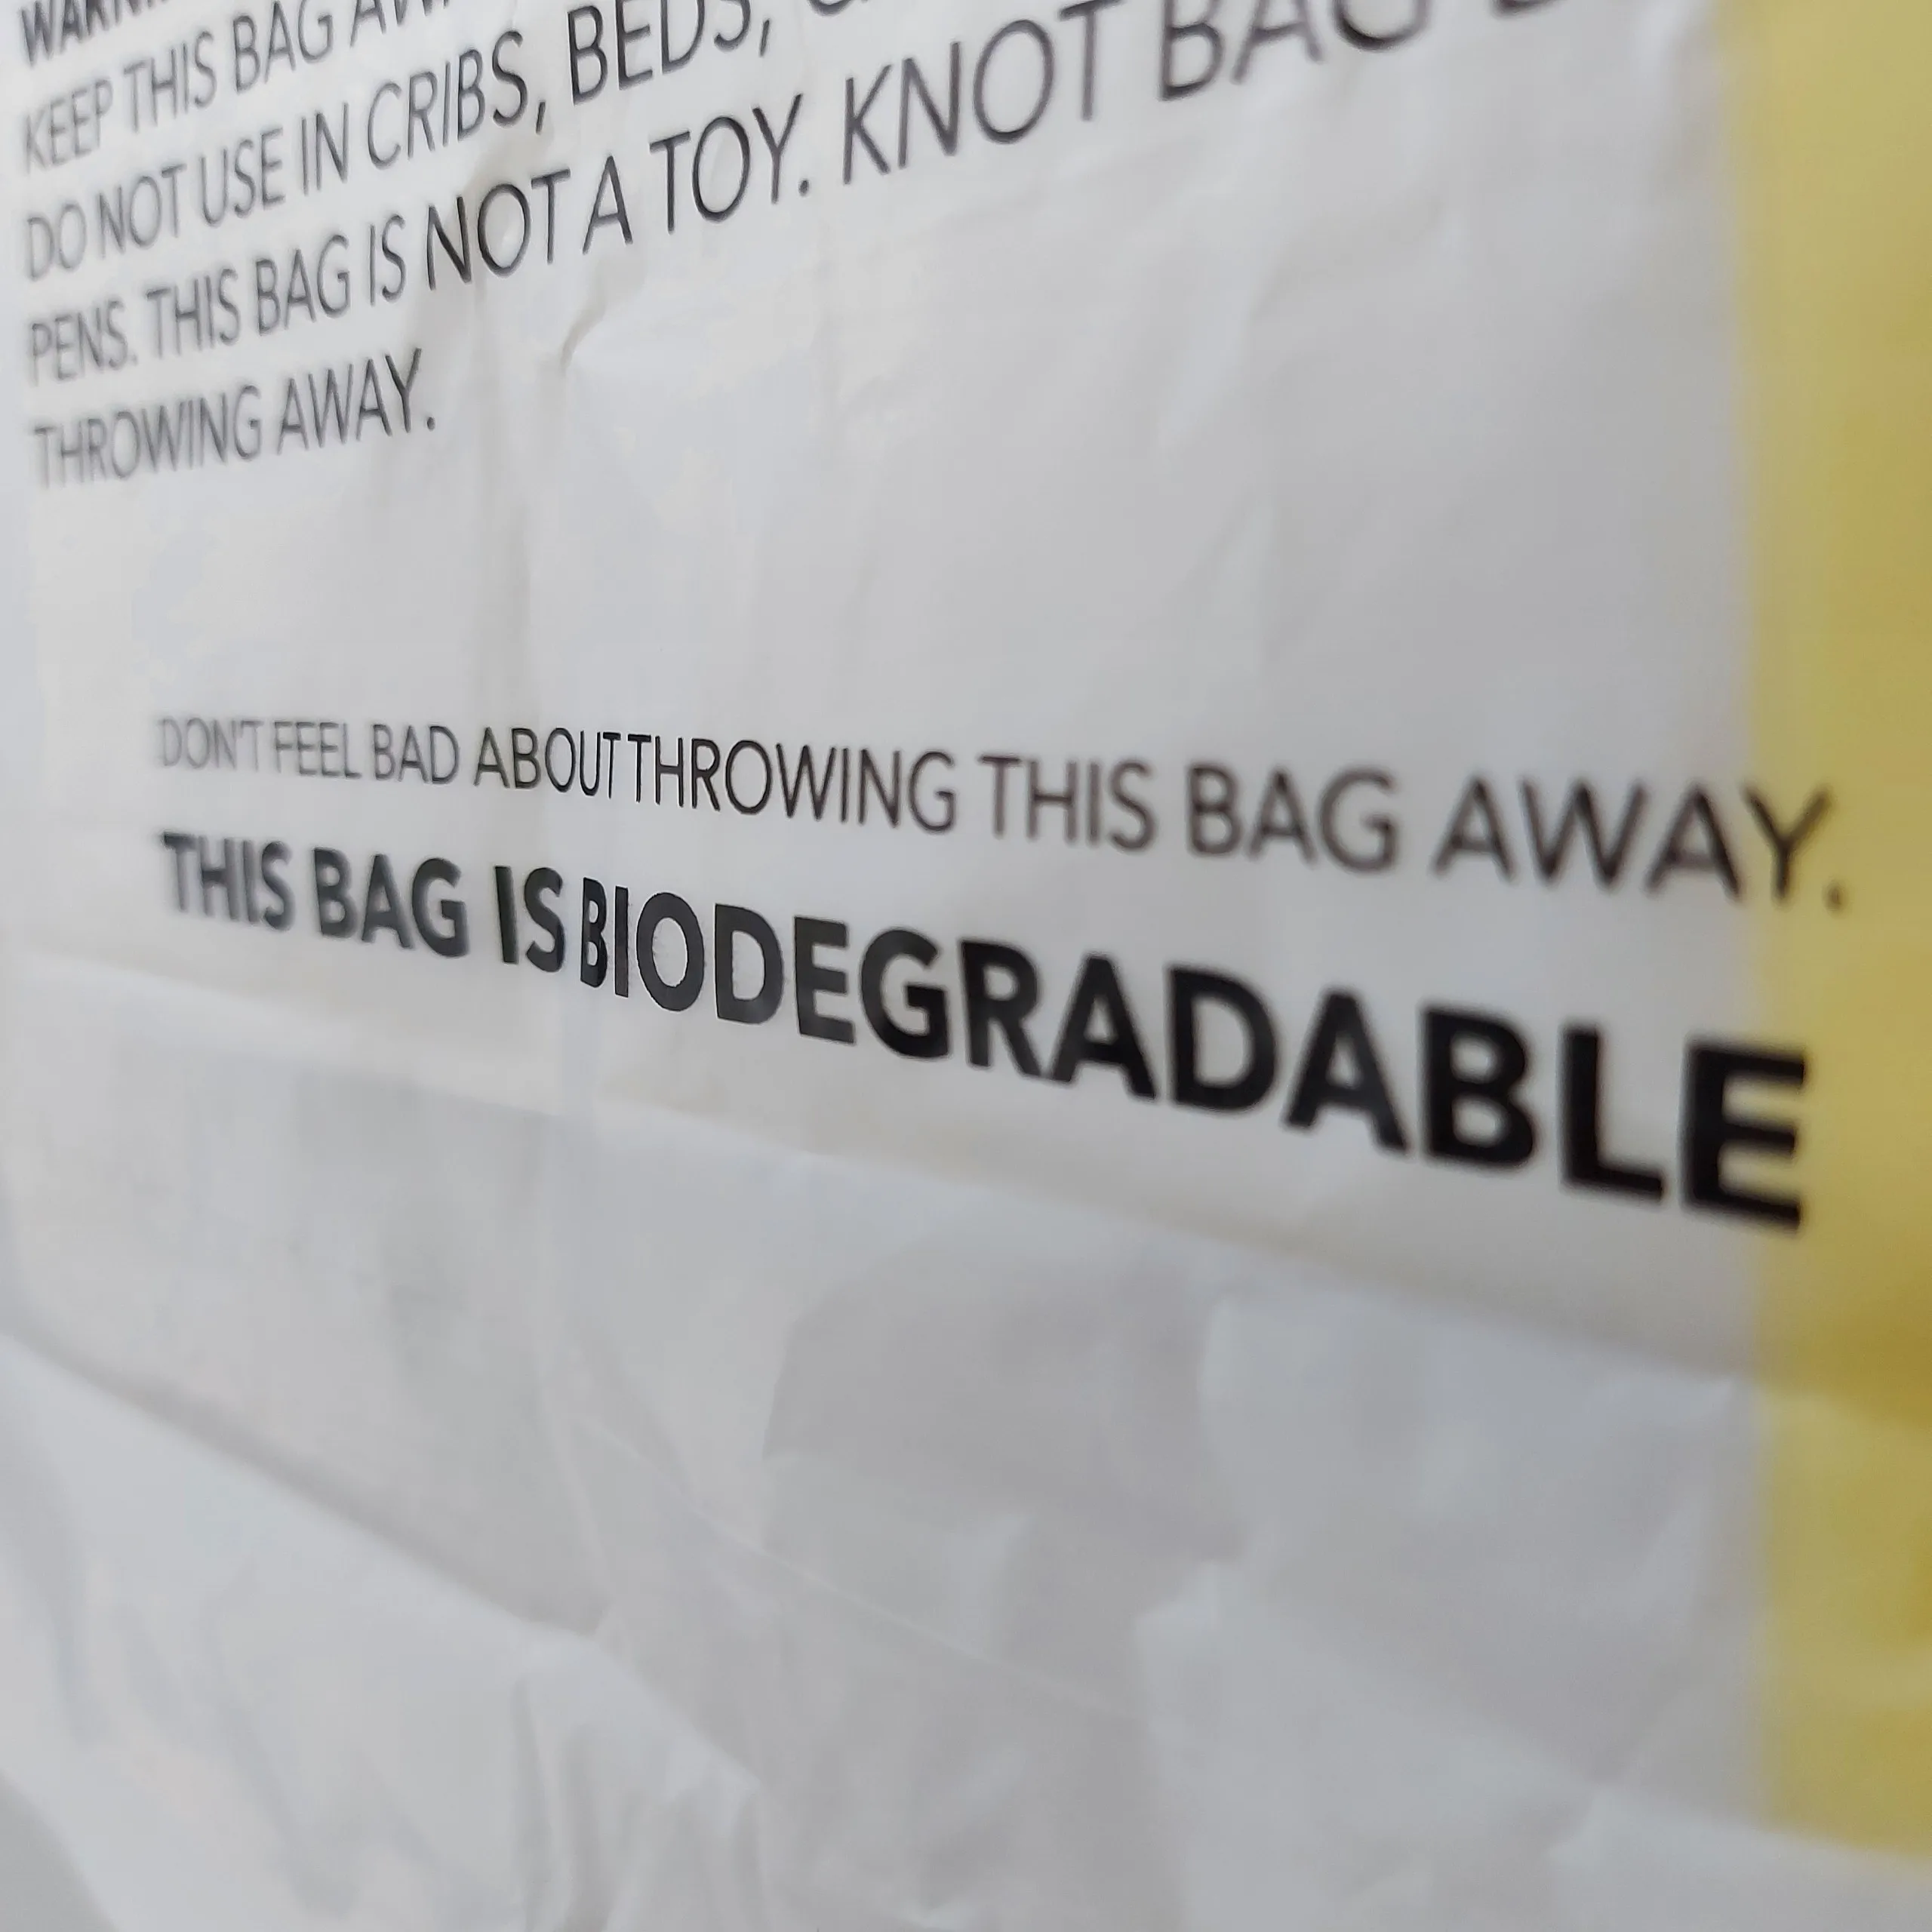 KEEP THIS BAG
DO NOT USE IN CRIBS, BEDS,
PENS. THIS BAG IS NOT A TOY. KNOT BAG
THROWING AWAY.
DON'T FEEL BAD ABOUT THROWING THIS BAG AWAY.
THIS BAG IS BIODEGRADABLE